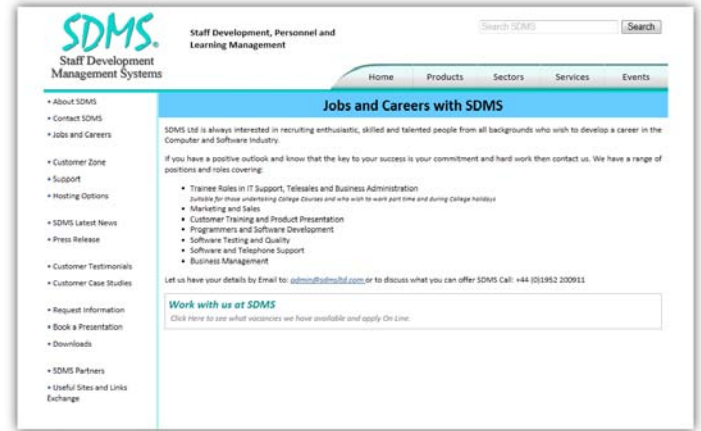 SDMS.
Staff Development
Management Systems
Staff Development, Personnel and
Learning Management
Search SDMS
Search
Home
Products
Sectors
Services
Events
• About SDMS
• Contact SDMS
• Jobs and Careers
• Customer Zone
• Support
• Hosting Options
• SDMS Latest News
• Press Release
• Customer Testimonials
• Customer Case Studies
• Request Information
• Book a Presentation
• Downloads
• SDMS Partners
• Useful Sites and Links
Exchange
Jobs and Careers with SDMS
SDMS Ltd is always interested in recruiting enthusiastic, skilled and talented people from all backgrounds who wish to develop a career in the
Computer and Software Industry.
If you have a positive outlook and know that the key to your success is your commitment and hard work then contact us. We have a range of
positions and roles covering:
• Trainee Roles in IT Support, Telesales and Business Administration
Suitable for those undertaking College Courses and who wish to work part time and during College holidays
• Marketing and Sales
• Customer Training and Product Presentation
• Programmers and Software Development
• Software Testing and Quality
• Software and Telephone Support
• Business Management
Let us have your details by Email to: admin@sdmsltd.com or to discuss what you can offer SDMS Call: +44 (0)1952 200911
Work with us at SDMS
Click Here to see what vacancies we have available and apply On Line.